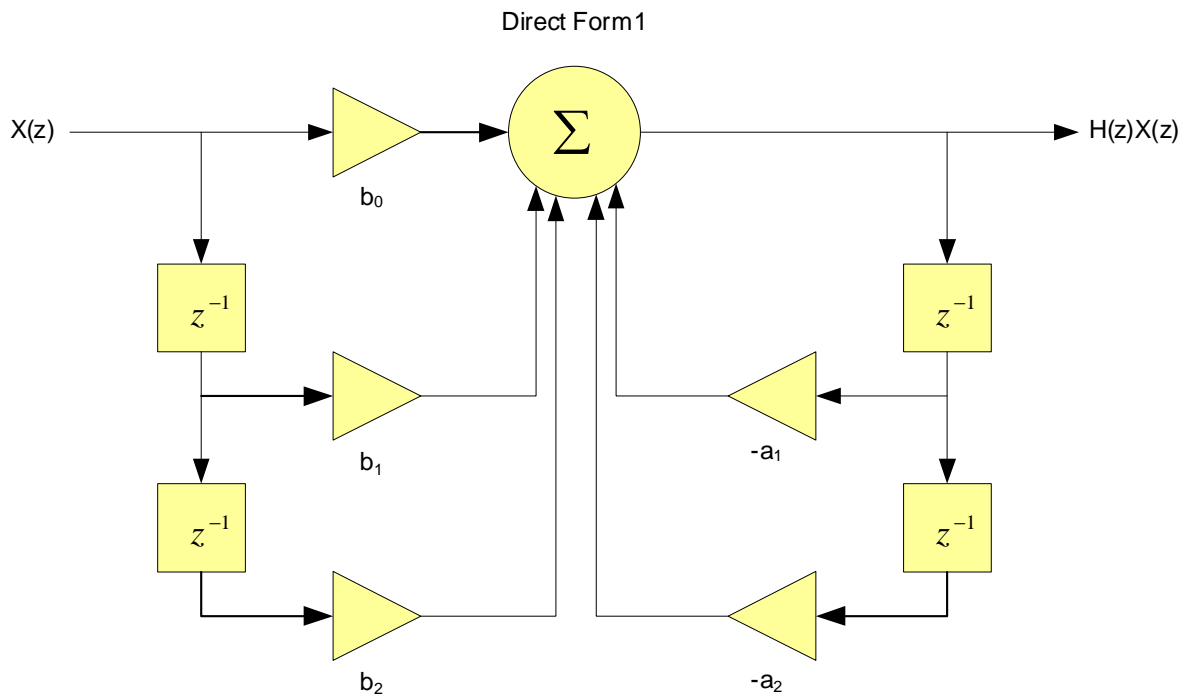 Direct Form1
X(z)
Σ
H(z)X(z)
b₀
z⁻¹
z⁻¹
b₁
-a₁
z⁻¹
z⁻¹
b₂
-a₂